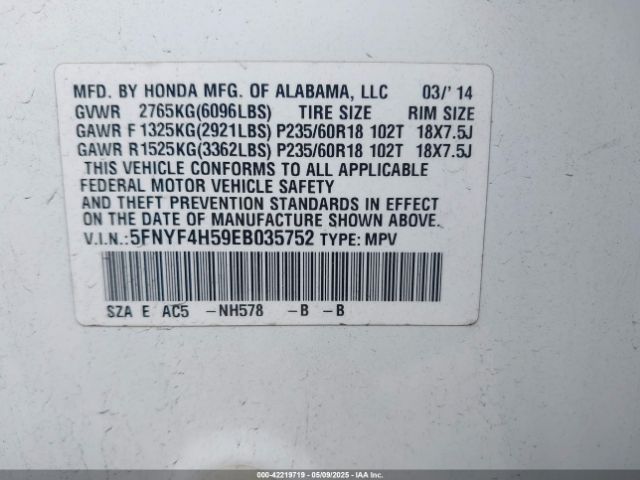 MFD. BY HONDA MFG. OF ALABAMA, LLC 03/' 14
GVWR 2765KG(6096LBS) TIRE SIZE RIM SIZE
GAWR F 1325KG(2921LBS) P235/60R18 102T 18X7.5J
GAWR R1525KG(3362LBS) P235/60R18 102T 18X7.5J
THIS VEHICLE CONFORMS TO ALL APPLICABLE
FEDERAL MOTOR VEHICLE SAFETY
AND THEFT PREVENTION STANDARDS IN EFFECT
ON THE DATE OF MANUFACTURE SHOWN ABOVE.
V.I.N.:5FNYF4H59EB035752 TYPE: MPV
SZA E AC5 -NH578 -B -B
000-42219719 | 05/09/2025 | IAAI.COM